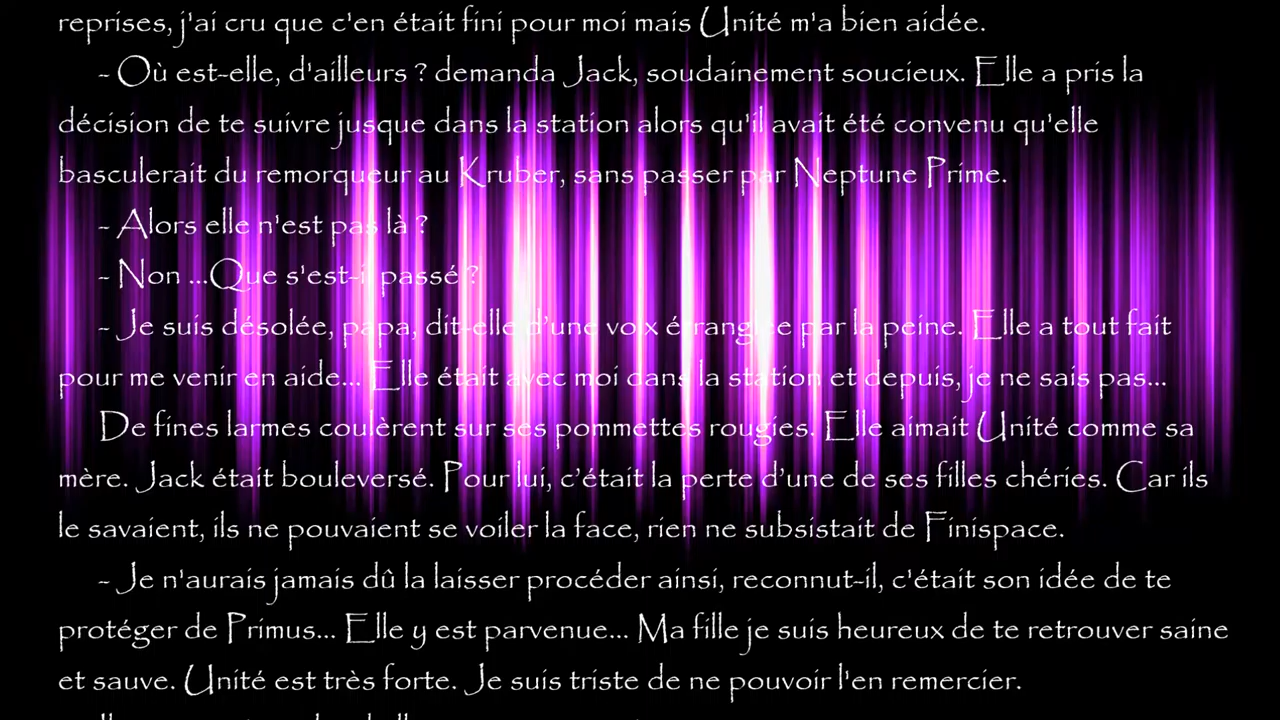 reprises, j'ai cru que c'en était fini pour moi mais Unité m'a bien aidée.
- Où est-elle, d'ailleurs ? demanda Jack, soudainement soucieux. Elle a pris la
décision de te suivre jusque dans la station alors qu'il avait été convenu qu'elle
basculerait du remorqueur au Kruber, sans passer par Neptune Prime.
- Alors elle n'est pas là ?
- Non ...Que s'est-il passé ?
- Je suis désolée, papa, dit-elle d'une voix étranglée par la peine. Elle a tout fait
pour me venir en aide... Elle était avec moi dans la station et depuis, je ne sais pas...
De fines larmes coulèrent sur ses pommettes rougies. Elle aimait Unité comme sa
mère. Jack était bouleversé. Pour lui, c'était la perte d'une de ses filles chéries. Car ils
le savaient, ils ne pouvaient se voiler la face, rien ne subsistait de Finispace.
- Je n'aurais jamais dû la laisser procéder ainsi, reconnut-il, c'était son idée de te
protéger de Primus... Elle y est parvenue... Ma fille je suis heureux de te retrouver saine
et sauve. Unité est très forte. Je suis triste de ne pouvoir l'en remercier.